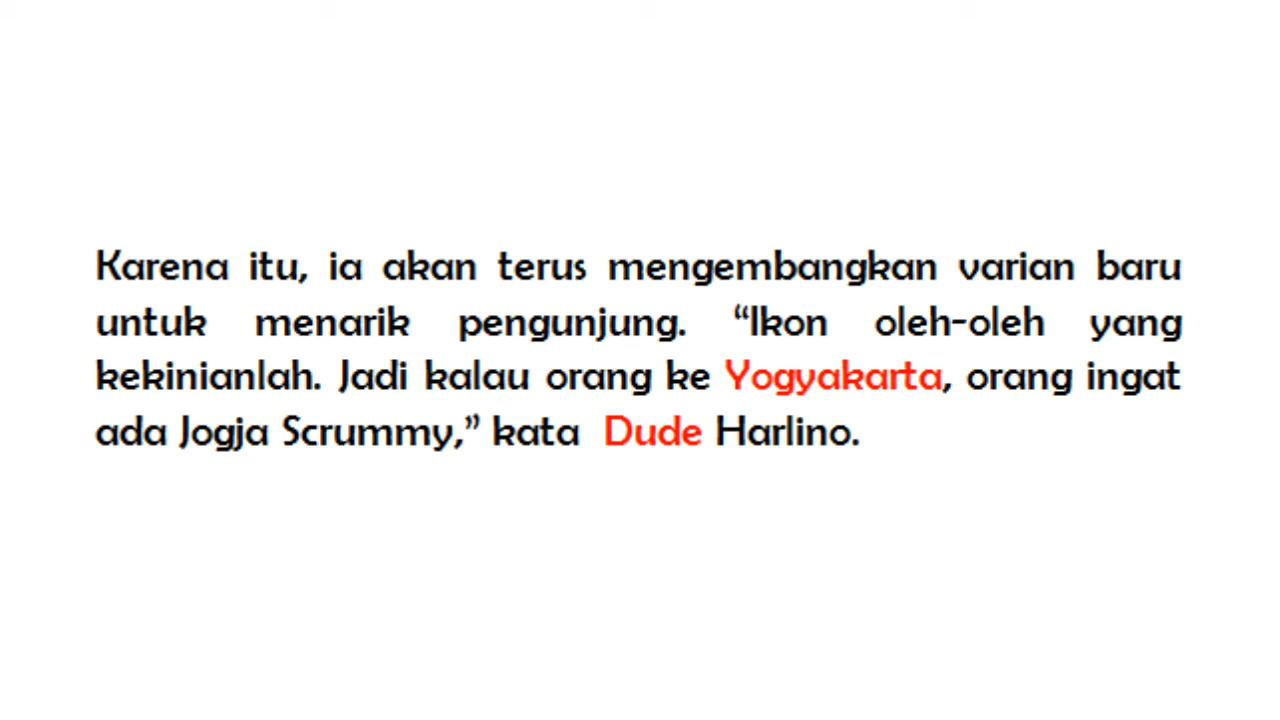 Karena itu, ia akan terus mengembangkan varian baru
untuk menarik pengunjung. “Ikon oleh-oleh yang
kekinianlah. Jadi kalau orang ke Yogyakarta, orang ingat
ada Jogja Scrummy,” kata Dude Harlino.